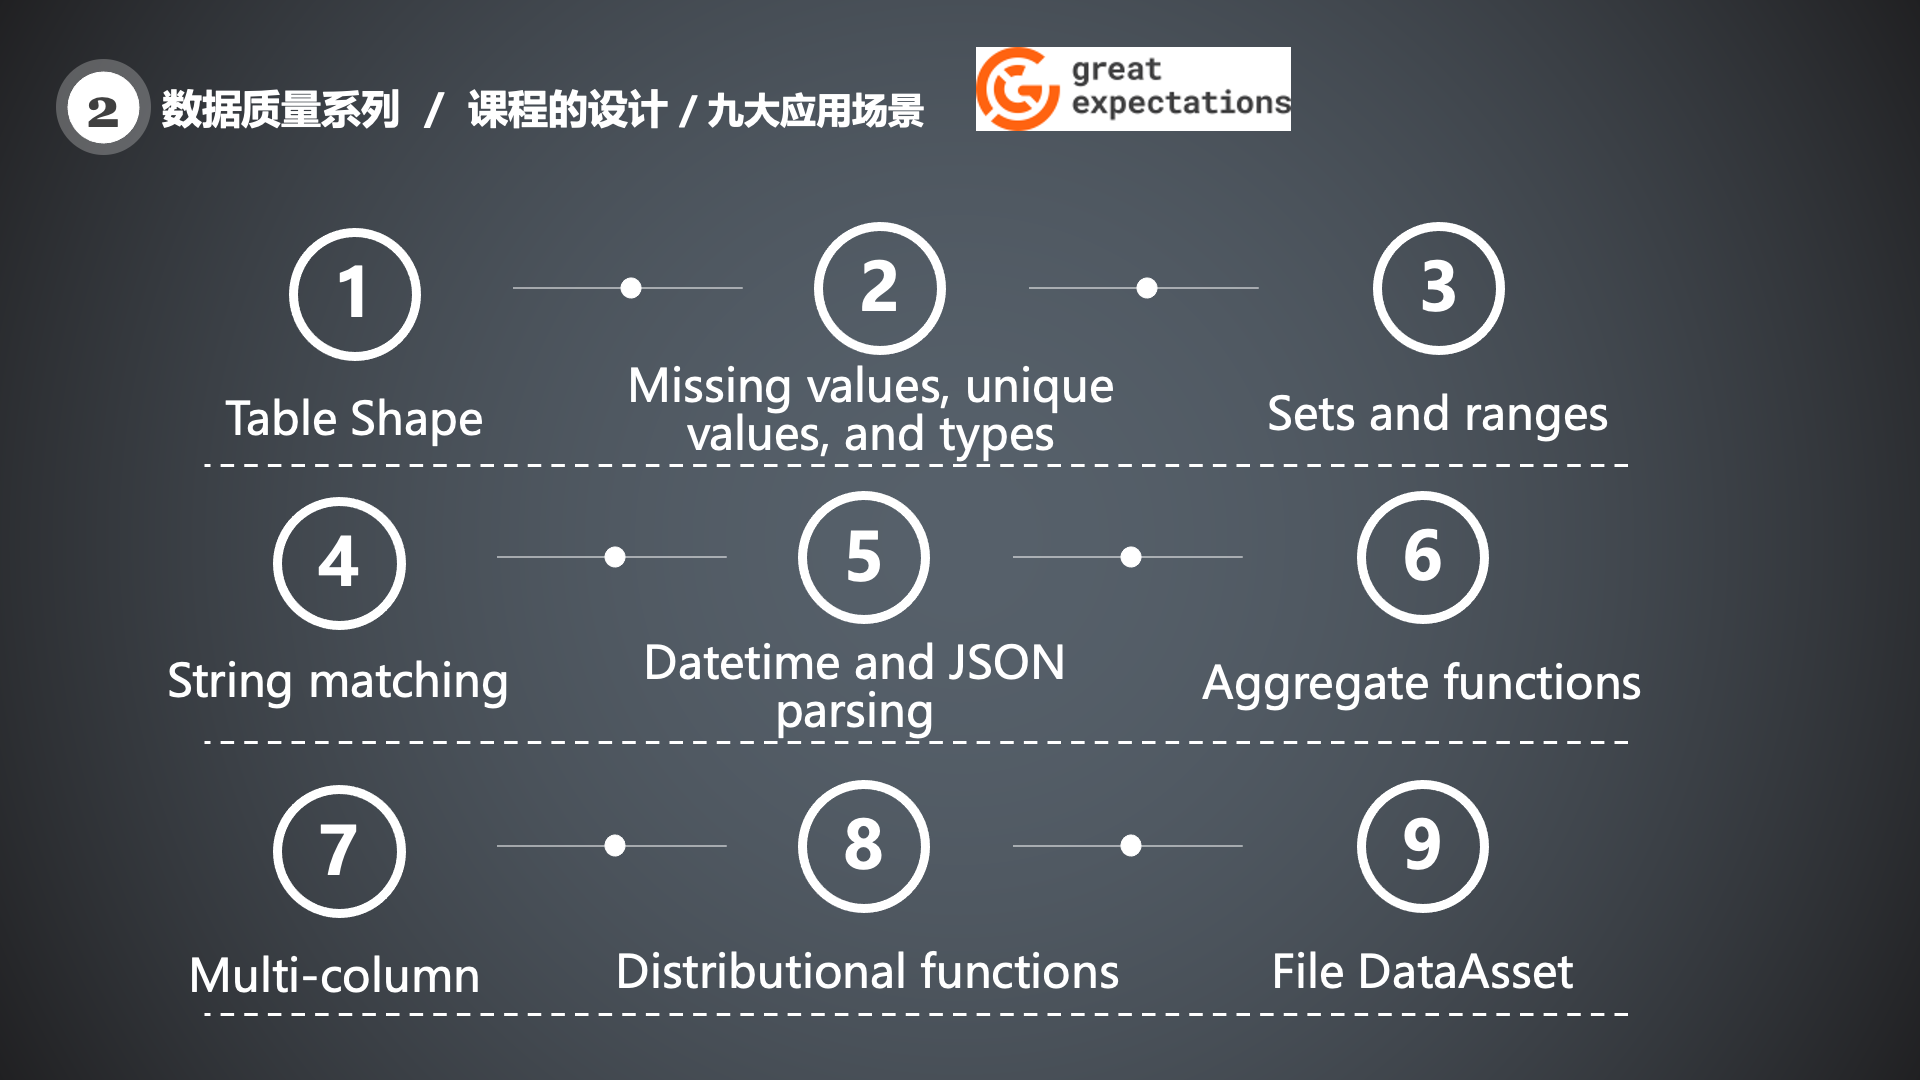 2 数据质量系列 / 课程的设计 / 九大应用场景
great
expectations
1
2
3
Table Shape
Missing values, unique
values, and types
Sets and ranges
4
5
6
String matching
Datetime and JSON
parsing
Aggregate functions
7
8
9
Multi-column
Distributional functions
File DataAsset